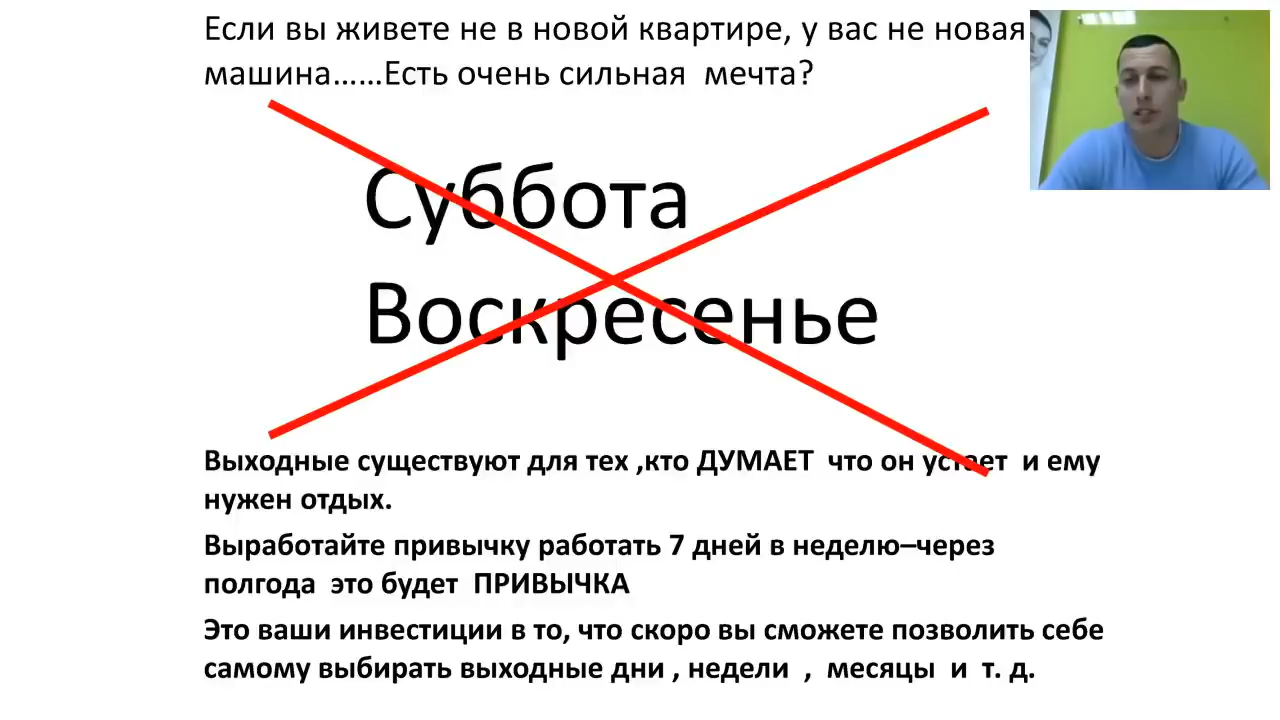 Если вы живете не в новой квартире, у вас не новая
машина……Есть очень сильная  мечта?
Суббота
Воскресенье
Выходные существуют для тех ,кто ДУМАЕТ  что он устает  и ему
нужен отдых.
Выработайте привычку работать 7 дней в неделю–через
полгода  это будет  ПРИВЫЧКА
Это ваши инвестиции в то, что скоро вы сможете позволить себе
самому выбирать выходные дни , недели  ,  месяцы  и  т. д.